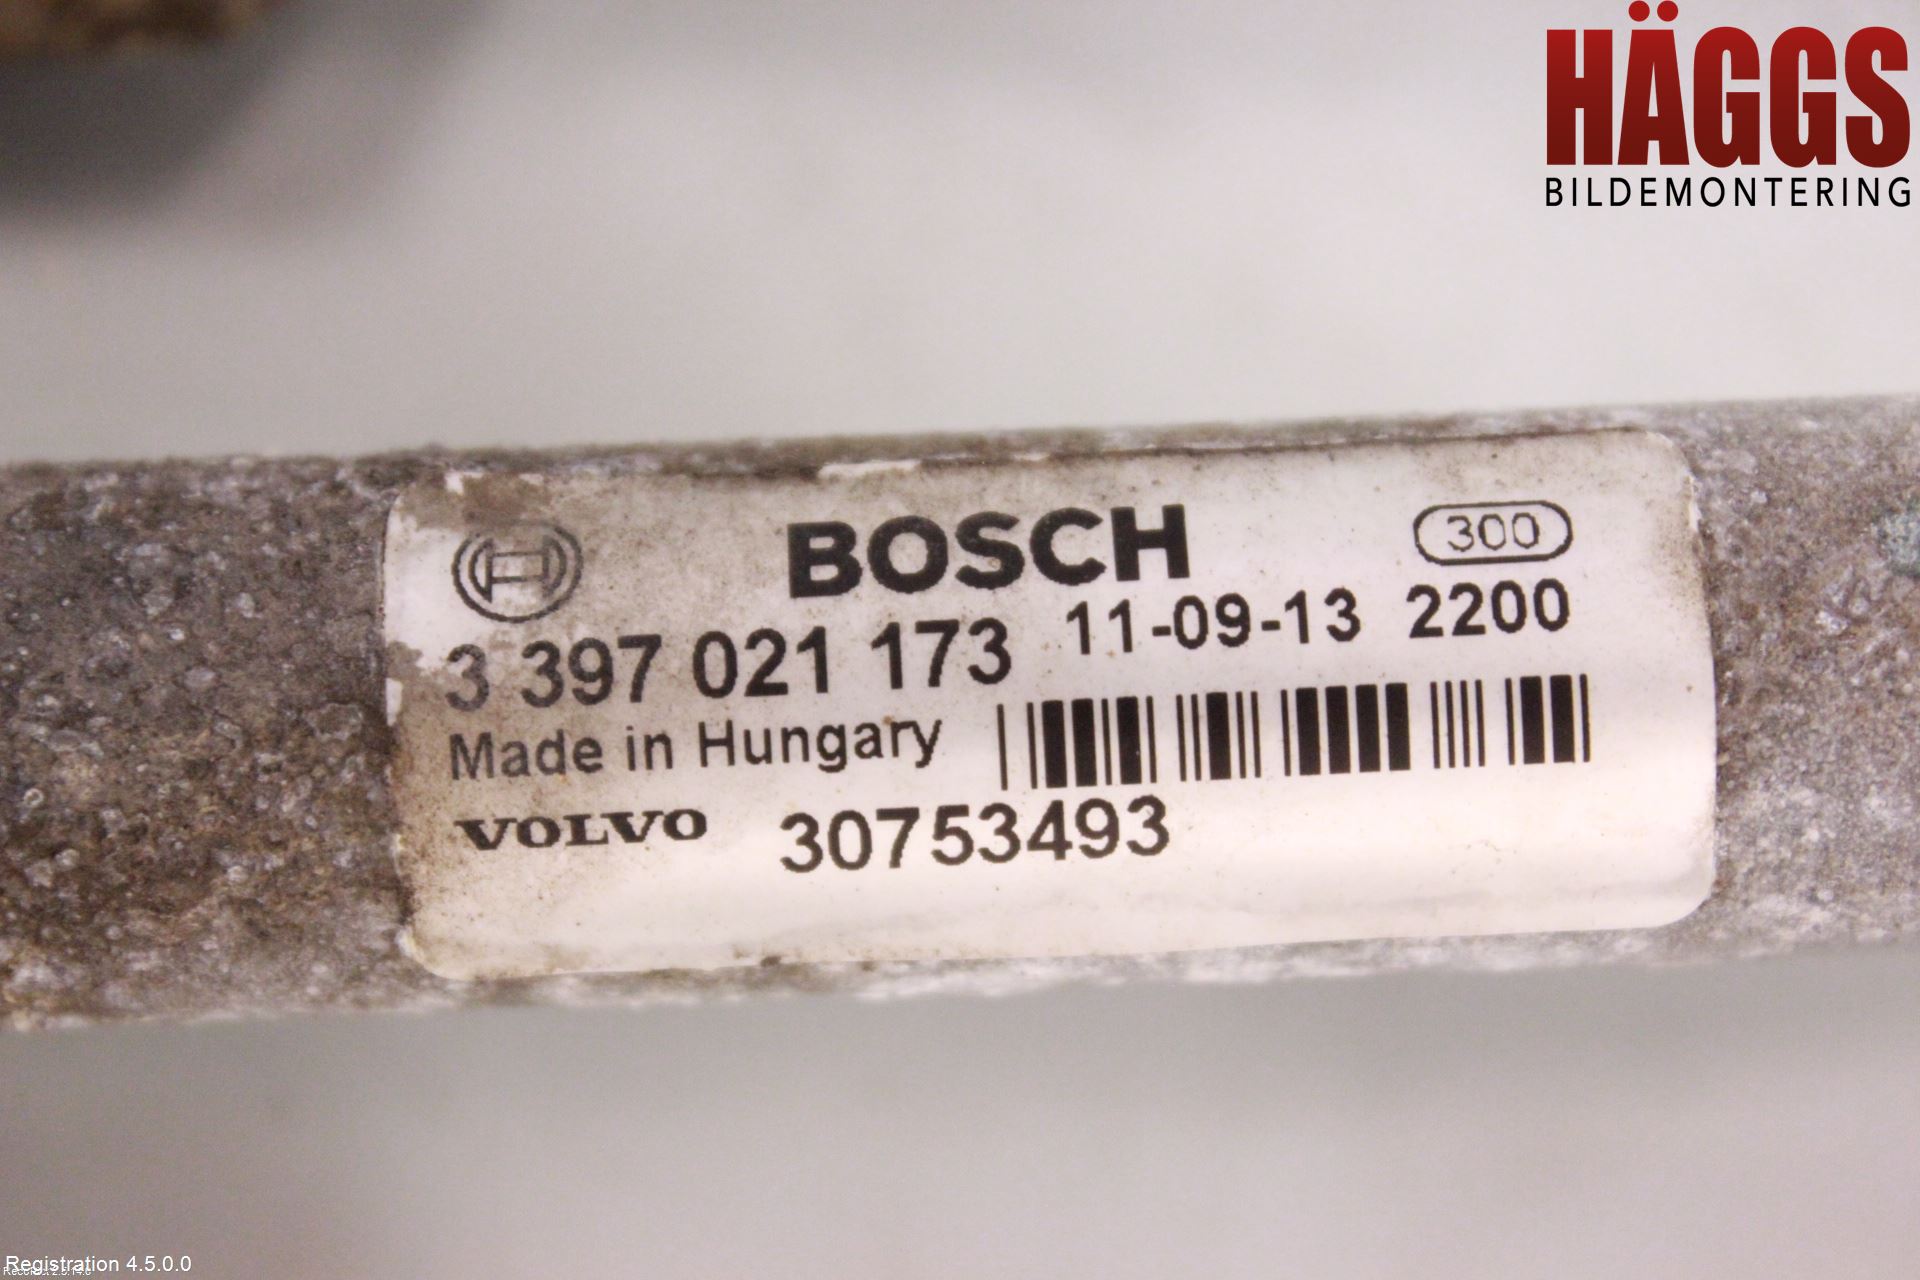 HÄGGS
BILDEMONTERING
BOSCH 300
3 397 021 173 11-09-13 2200
Made in Hungary
VOLVO 30753493
Registration 4.5.0.0